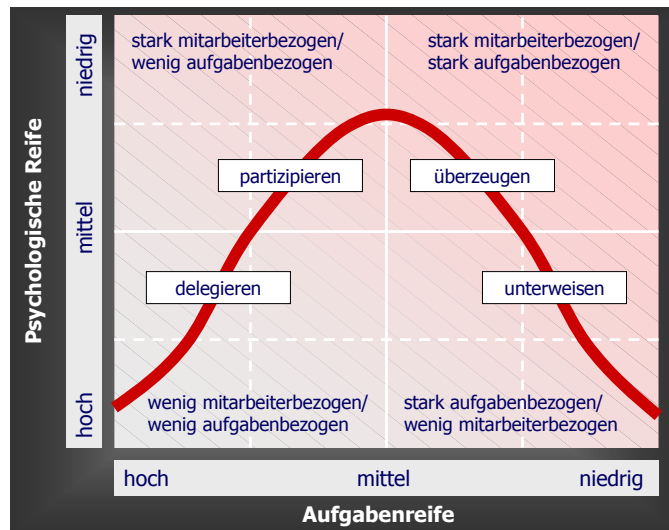 niedrig
mittel
hoch
Psychologische Reife
stark mitarbeiterbezogen/
wenig aufgabenbezogen
stark mitarbeiterbezogen/
stark aufgabenbezogen
partizipieren
überzeugen
delegieren
unterweisen
wenig mitarbeiterbezogen/
wenig aufgabenbezogen
stark aufgabenbezogen/
wenig mitarbeiterbezogen
hoch
mittel
niedrig
Aufgabenreife